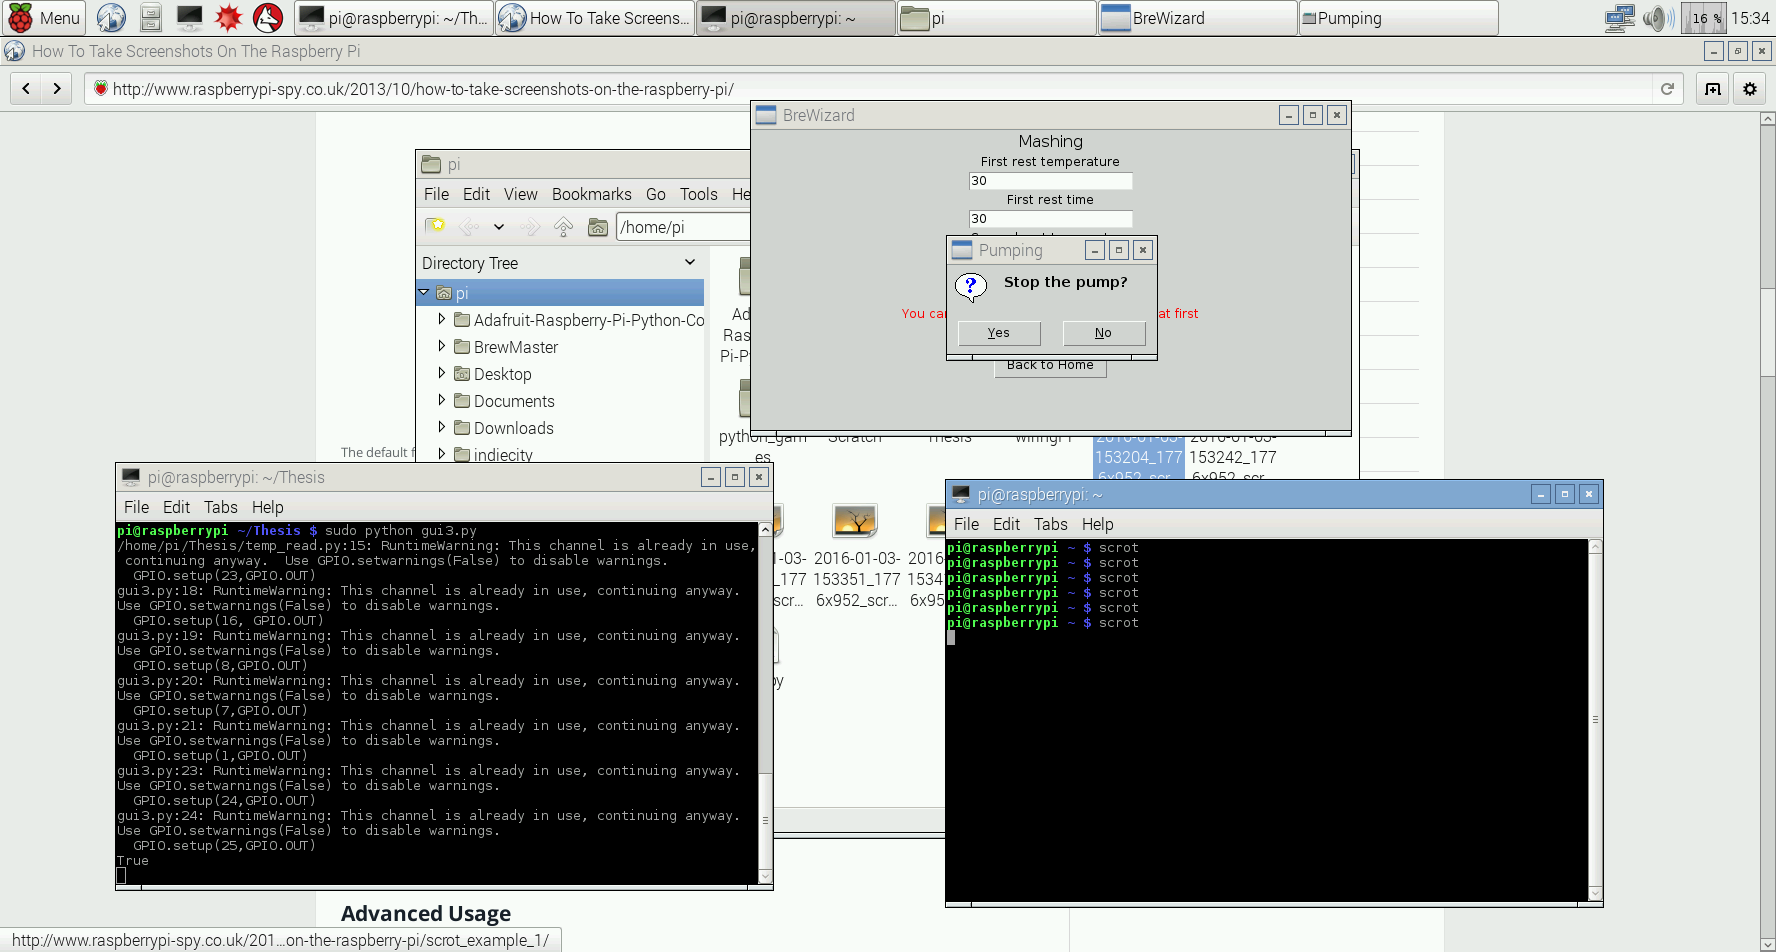 Menu
pi@raspberrypi: ~/Th...
How To Take Screens...
pi@raspberrypi: ~
pi
BreWizard
Pumping
16 %
15:34
How To Take Screenshots On The Raspberry Pi
http://www.raspberrypi-spy.co.uk/2013/10/how-to-take-screenshots-on-the-raspberry-pi/
BreWizard
Mashing
First rest temperature
30
First rest time
30
You can
at first
Back to Home
Pumping
Stop the pump?
Yes
No
pi
File Edit View Bookmarks Go Tools He
/home/pi
Directory Tree
pi
Adafruit-Raspberry-Pi-Python-Co
BrewMaster
Desktop
Documents
Downloads
indiecity
Ad
Ras
Pi-P
python_gam
es
Scratch
Thesis
wiringPi
2016-01-03-
153204_177
6x952_scr...
2016-01-03-
153242_177
6x952_scr...
-01-03-
_177
scr...
2016-01-03-
153351_177
6x952_scr...
2016
1534
6x95
py
The default f
pi@raspberrypi: ~/Thesis
File Edit Tabs Help
pi@raspberrypi ~/Thesis $ sudo python gui3.py
/home/pi/Thesis/temp_read.py:15: RuntimeWarning: This channel is already in use,
continuing anyway.  Use GPIO.setwarnings(False) to disable warnings.
GPIO.setup(23,GPIO.OUT)
gui3.py:18: RuntimeWarning: This channel is already in use, continuing anyway.
Use GPIO.setwarnings(False) to disable warnings.
GPIO.setup(16, GPIO.OUT)
gui3.py:19: RuntimeWarning: This channel is already in use, continuing anyway.
Use GPIO.setwarnings(False) to disable warnings.
GPIO.setup(8,GPIO.OUT)
gui3.py:20: RuntimeWarning: This channel is already in use, continuing anyway.
Use GPIO.setwarnings(False) to disable warnings.
GPIO.setup(7,GPIO.OUT)
gui3.py:21: RuntimeWarning: This channel is already in use, continuing anyway.
Use GPIO.setwarnings(False) to disable warnings.
GPIO.setup(1,GPIO.OUT)
gui3.py:23: RuntimeWarning: This channel is already in use, continuing anyway.
Use GPIO.setwarnings(False) to disable warnings.
GPIO.setup(24,GPIO.OUT)
gui3.py:24: RuntimeWarning: This channel is already in use, continuing anyway.
Use GPIO.setwarnings(False) to disable warnings.
GPIO.setup(25,GPIO.OUT)
True
pi@raspberrypi: ~
File Edit Tabs Help
pi@raspberrypi ~ $ scrot
pi@raspberrypi ~ $ scrot
pi@raspberrypi ~ $ scrot
pi@raspberrypi ~ $ scrot
pi@raspberrypi ~ $ scrot
pi@raspberrypi ~ $ scrot
Advanced Usage
http://www.raspberrypi-spy.co.uk/201...on-the-raspberry-pi/scrot_example_1/